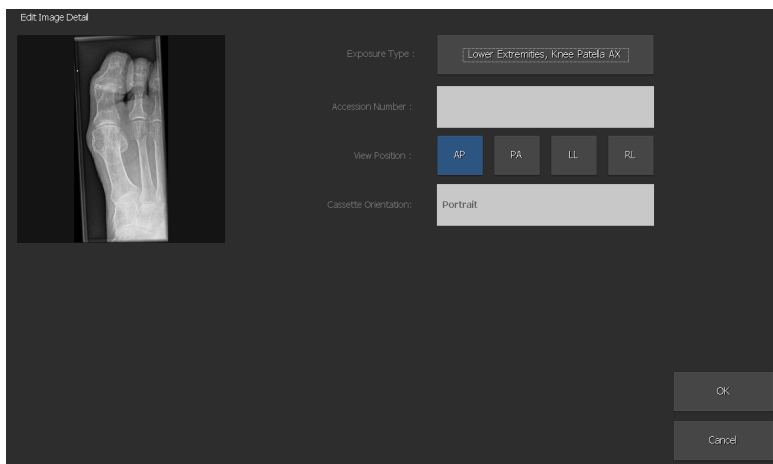 Edit Image Detail
Exposure Type :
Lower Extremities, Knee Patella AX
Accession Number :
View Position :
AP
PA
LL
RL
Cassette Orientation:
Portrait
OK
Cancel